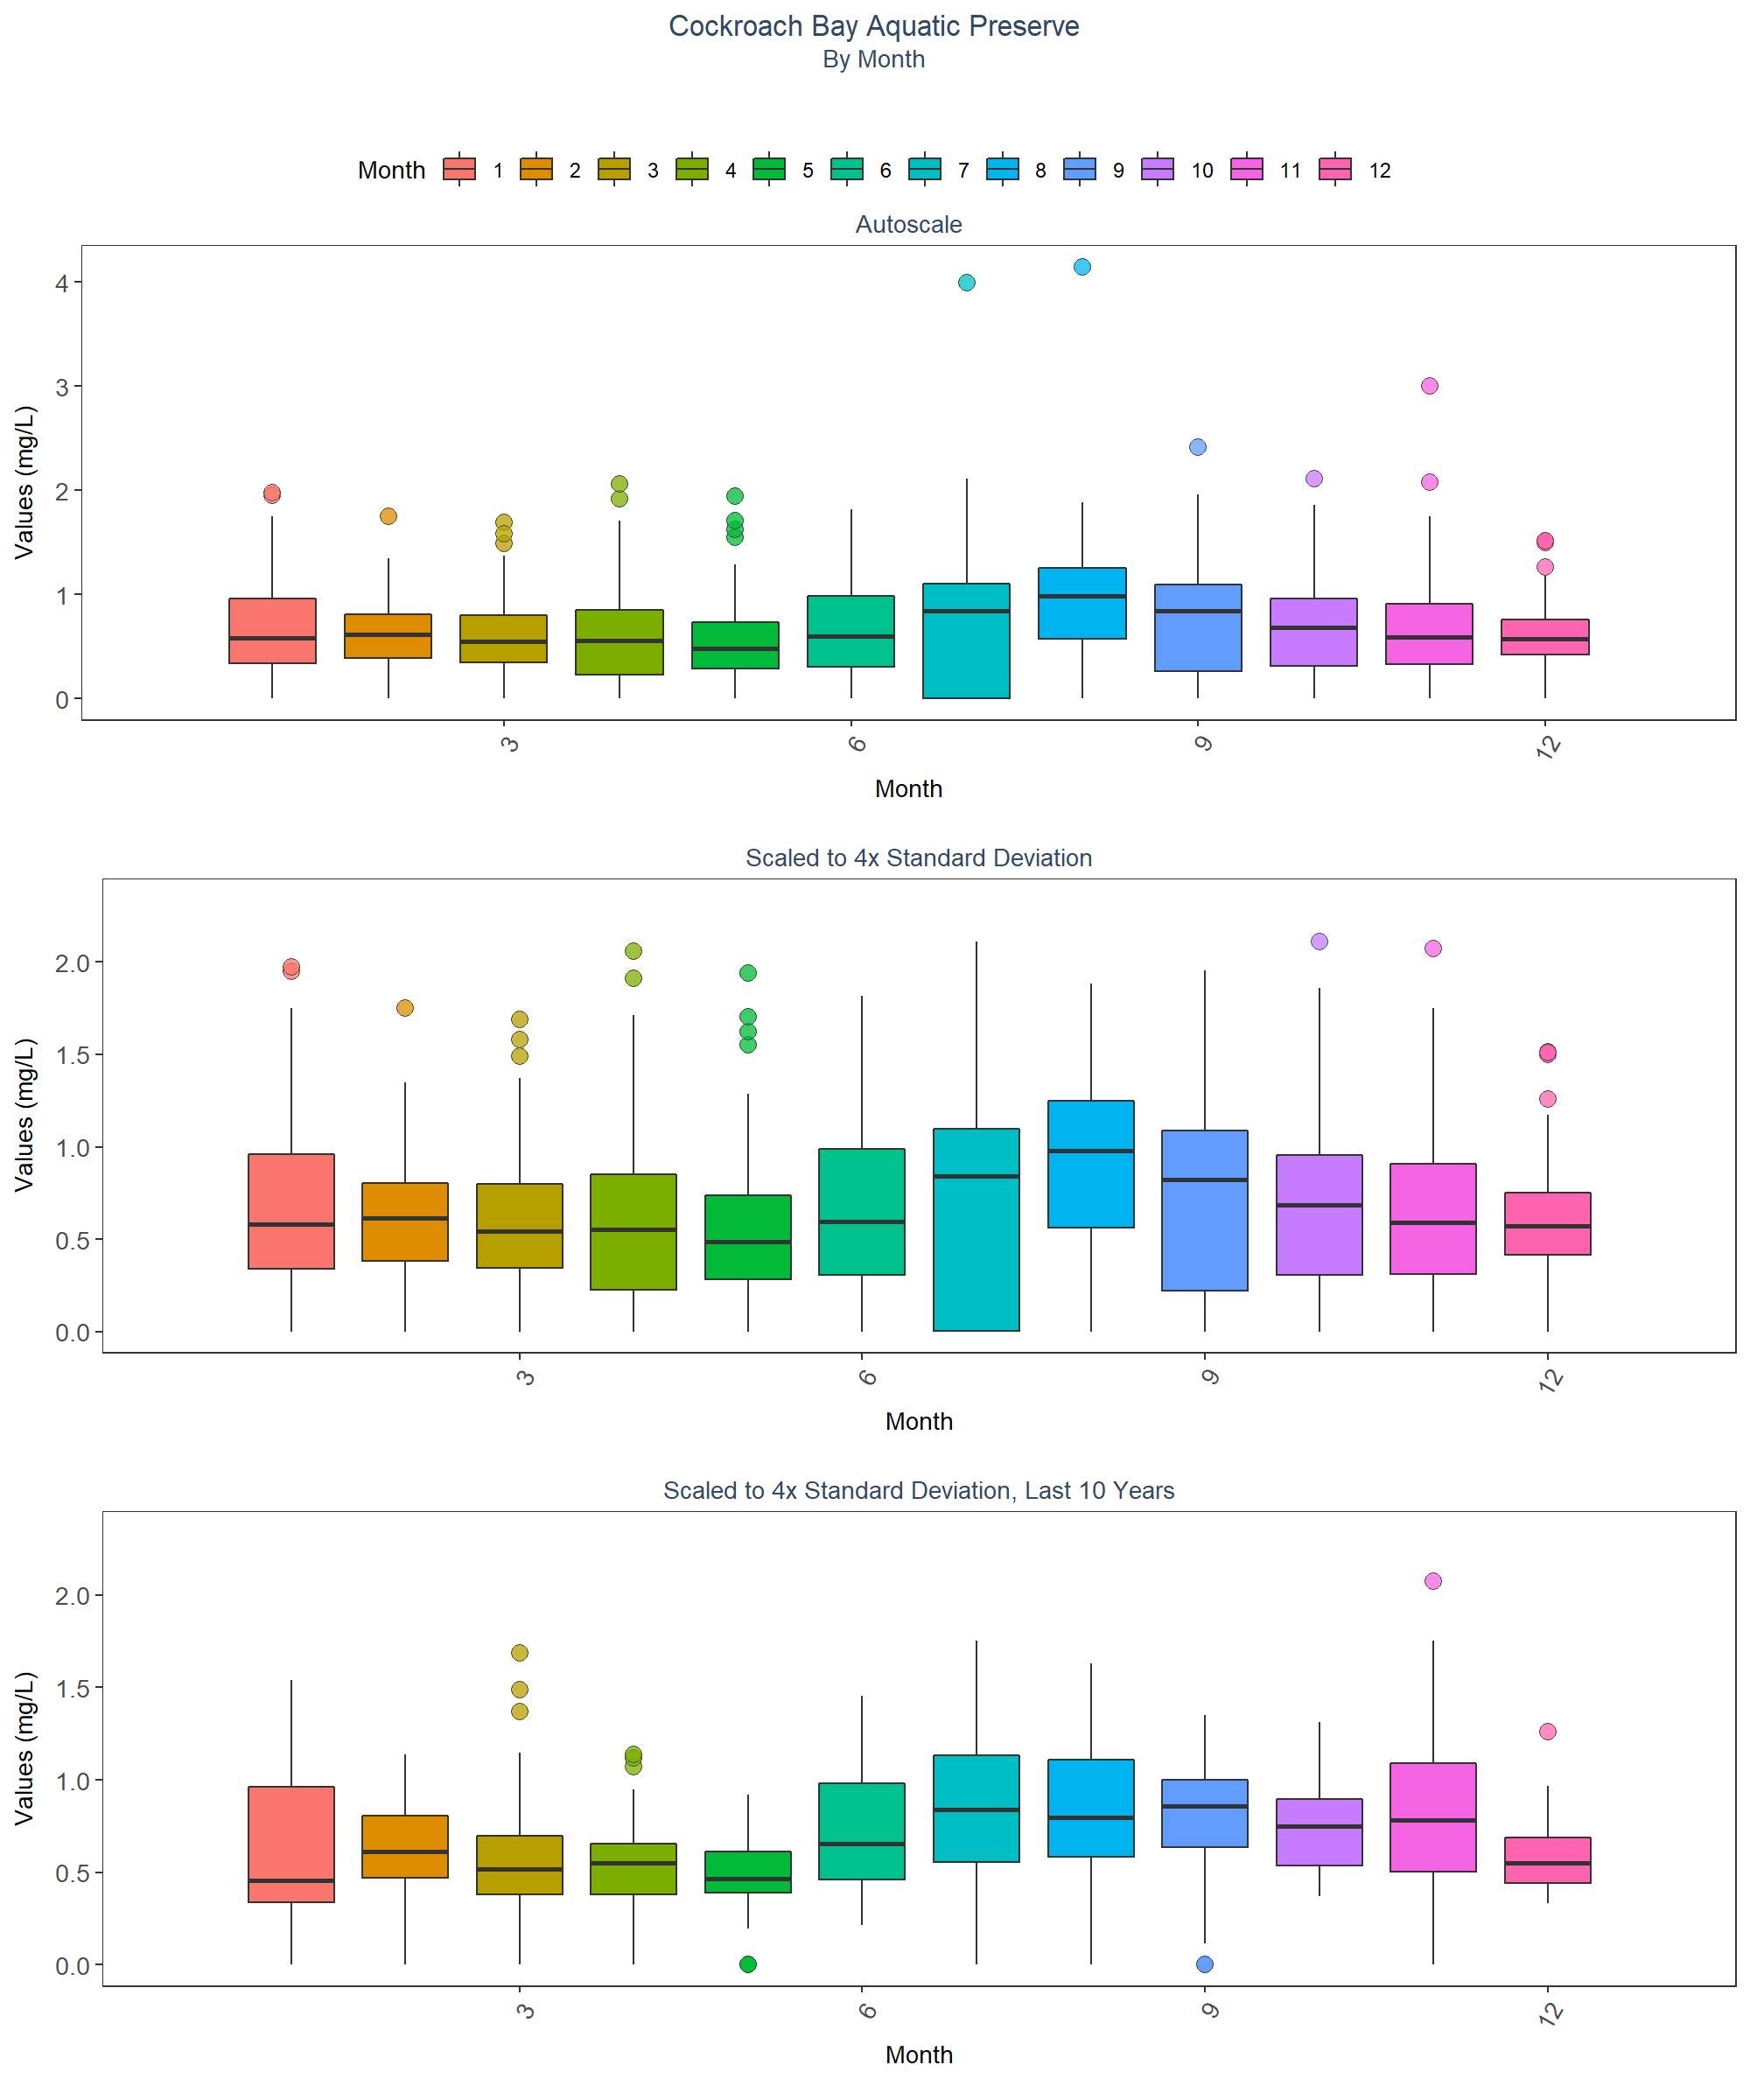 Cockroach Bay Aquatic Preserve
By Month
Month 1 2 3 4 5 6 7 8 9 10 11 12
Autoscale
Values (mg/L)
4
3
2
1
0
3 6 9 12
Month
Scaled to 4x Standard Deviation
Values (mg/L)
2.0
1.5
1.0
0.5
0.0
3 6 9 12
Month
Scaled to 4x Standard Deviation, Last 10 Years
Values (mg/L)
2.0
1.5
1.0
0.5
0.0
3 6 9 12
Month